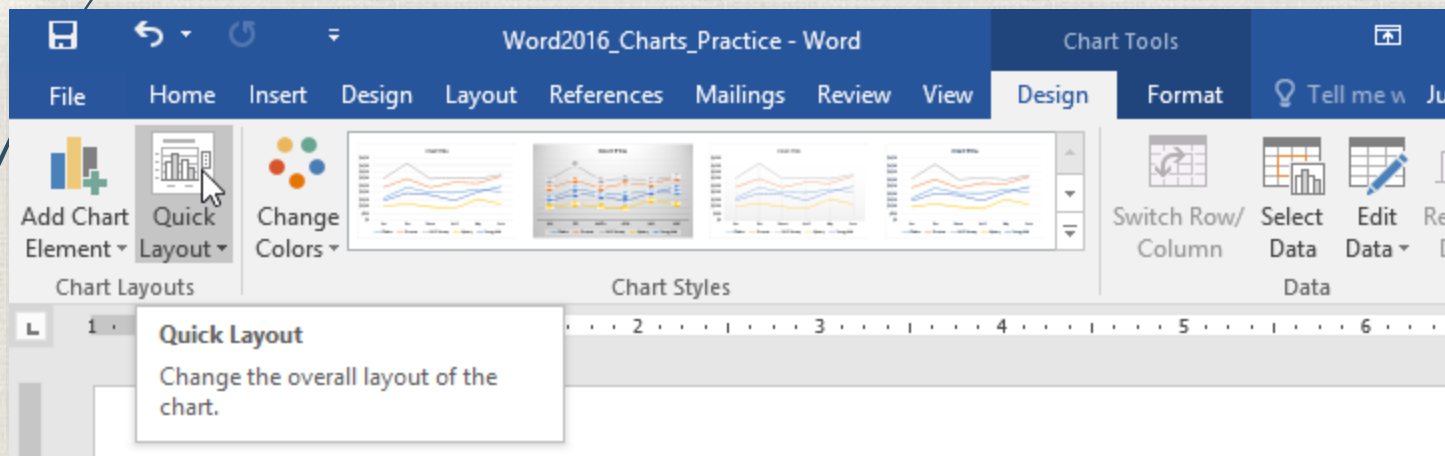 Word2016_Charts_Practice - Word
Chart Tools
File Home Insert Design Layout References Mailings Review View Design Format Tell me Ju
Add Chart Element
Quick Layout
Change Colors
Switch Row/ Column
Select Data
Edit Data
Chart Layouts
Chart Styles
Data
L 1 2 3 4 5 6
Quick Layout
Change the overall layout of the
chart.